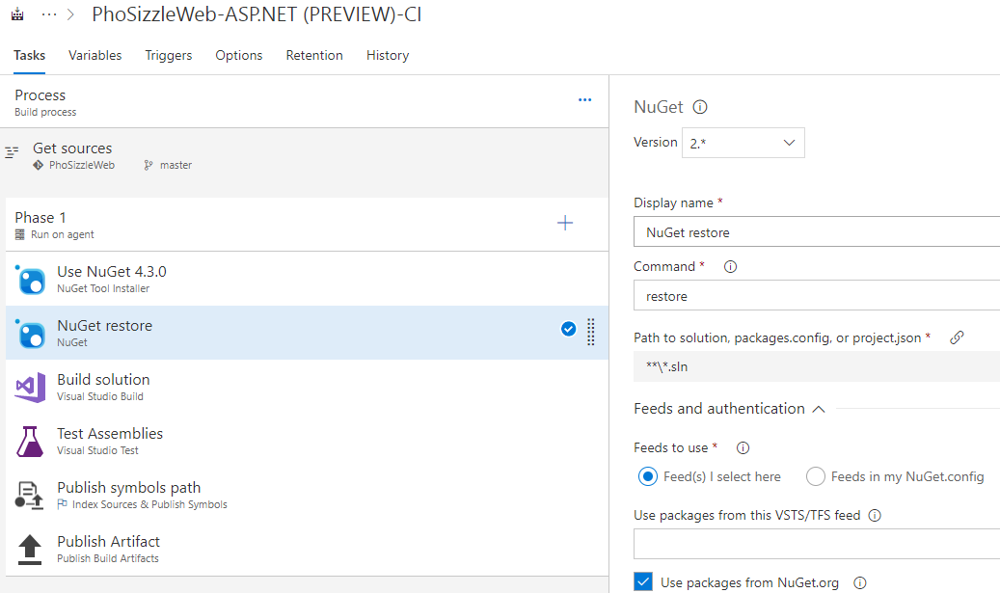 ... > PhoSizzleWeb-ASP.NET (PREVIEW)-CI
Tasks Variables Triggers Options Retention History
Process
Build process
...
Get sources
PhoSizzleWeb master
Phase 1
Run on agent
Use NuGet 4.3.0
NuGet Tool Installer
NuGet restore
NuGet
Build solution
Visual Studio Build
Test Assemblies
Visual Studio Test
Publish symbols path
Index Sources & Publish Symbols
Publish Artifact
Publish Build Artifacts
NuGet
Version 2.*
Display name *
NuGet restore
Command *
restore
Path to solution, packages.config, or project.json *
**\*.sln
Feeds and authentication
Feeds to use *
Feed(s) I select here Feeds in my NuGet.config
Use packages from this VSTS/TFS feed
Use packages from NuGet.org